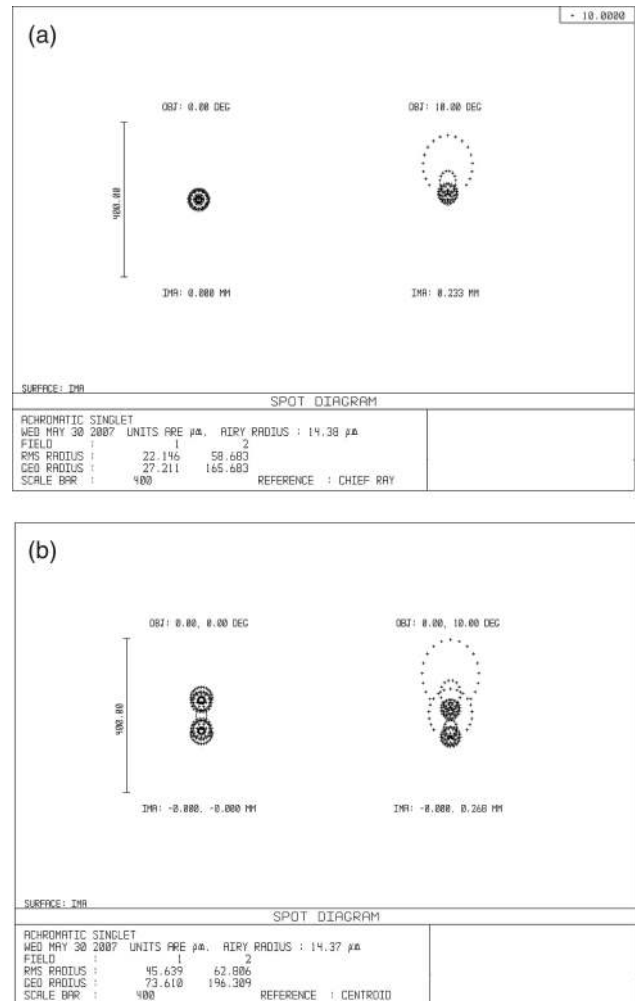 + 10.0000
(a)
OBJ: 0.00 DEG OBJ: 10.00 DEG
400.00
IMA: 0.000 MM IMA: 0.233 MM
SURFACE: IMA
SPOT DIAGRAM
ACHROMATIC SINGLET
WED MAY 30 2007 UNITS ARE µm. AIRY RADIUS : 14.38 µm
FIELD : 1 2
RMS RADIUS : 22.146 58.683
GEO RADIUS : 27.211 165.683
SCALE BAR : 400 REFERENCE : CHIEF RAY
(b)
OBJ: 0.00, 0.00 DEG OBJ: 0.00, 10.00 DEG
400.00
IMA: -0.000, -0.000 MM IMA: -0.000, 0.268 MM
SURFACE: IMA
SPOT DIAGRAM
ACHROMATIC SINGLET
WED MAY 30 2007 UNITS ARE µm. AIRY RADIUS : 14.37 µm
FIELD : 1 2
RMS RADIUS : 45.639 62.806
GEO RADIUS : 73.610 196.309
SCALE BAR : 400 REFERENCE : CENTROID